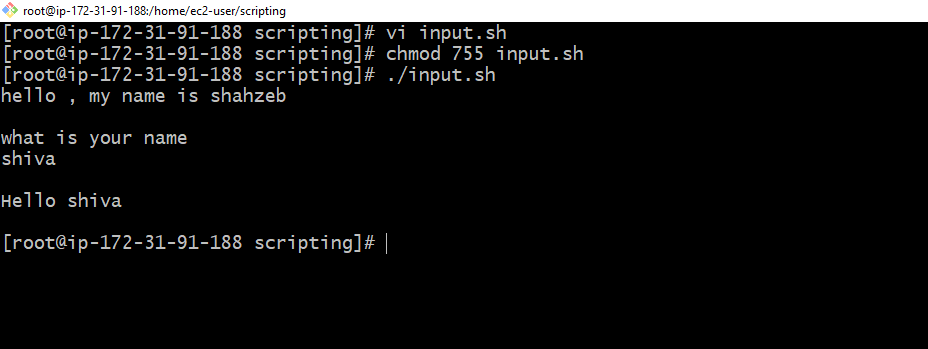 root@ip-172-31-91-188:/home/ec2-user/scripting
[root@ip-172-31-91-188 scripting]# vi input.sh
[root@ip-172-31-91-188 scripting]# chmod 755 input.sh
[root@ip-172-31-91-188 scripting]# ./input.sh
hello , my name is shahzeb
what is your name
shiva
Hello shiva
[root@ip-172-31-91-188 scripting]#